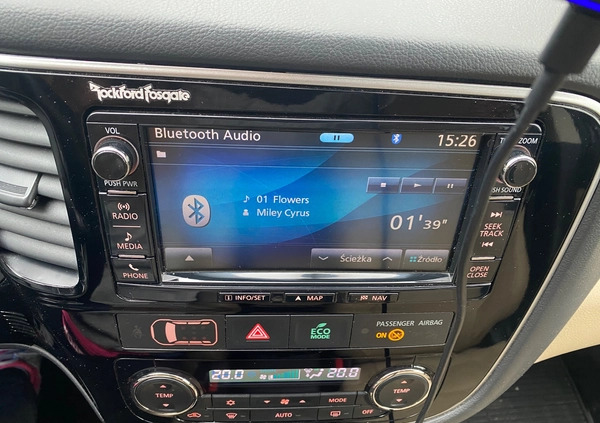 Rockford Fosgate
VOL
PUSH PWR
RADIO
MEDIA
PHONE
Bluetooth Audio
15:26
01 Flowers
Miley Cyrus
01'39"
Ścieżka
Źródło
ZOOM
SOUND
SEEK
TRACK
OPEN
CLOSE
INFO/SET
MAP
NAV
ECO
MODE
PASSENGER AIRBAG
ON
20.0
20.0
TEMP
AUTO
MODE
OFF
TEMP